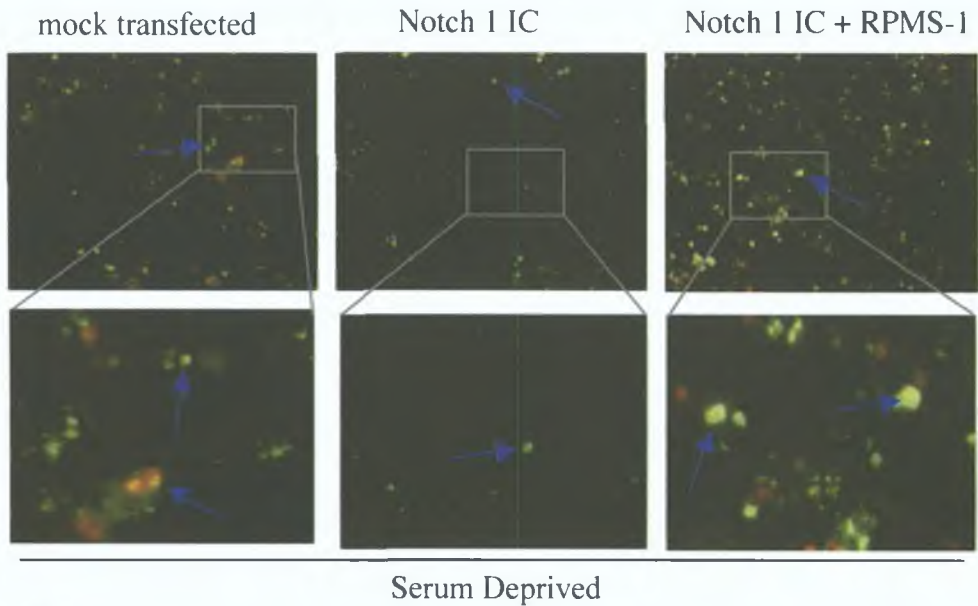 mock transfected
Notch 1 IC
Notch 1 IC + RPMS-1
Serum Deprived